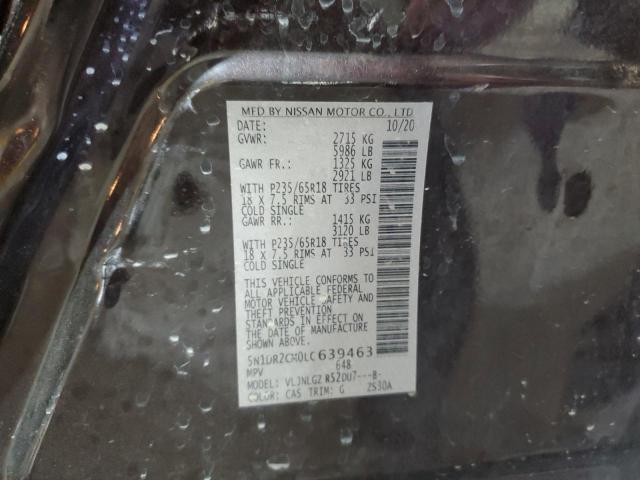 MFD BY NISSAN MOTOR CO., LTD
DATE: 10/20
GVWR: 2715 KG
5986 LB
GAWR FR.: 1325 KG
2921 LB
WITH P235/65R18 TIRES
18 X 7.5 RIMS AT 33 PSI
COLD SINGLE
GAWR RR.: 1415 KG
3120 LB
WITH P235/65R18 TIRES
18 X 7.5 RIMS AT 33 PSI
COLD SINGLE
THIS VEHICLE CONFORMS TO
ALL APPLICABLE FEDERAL
MOTOR VEHICLE SAFETY AND
AND THEFT PREVENTION
STANDARDS IN EFFECT ON
THE DATE OF MANUFACTURE
SHOWN ABOVE.
5N1DR2CM0LC639463
MPV 648
MODEL: VLJNLGZ R52DU7---B-
COLOR: CAS TRIM: G 2S30A